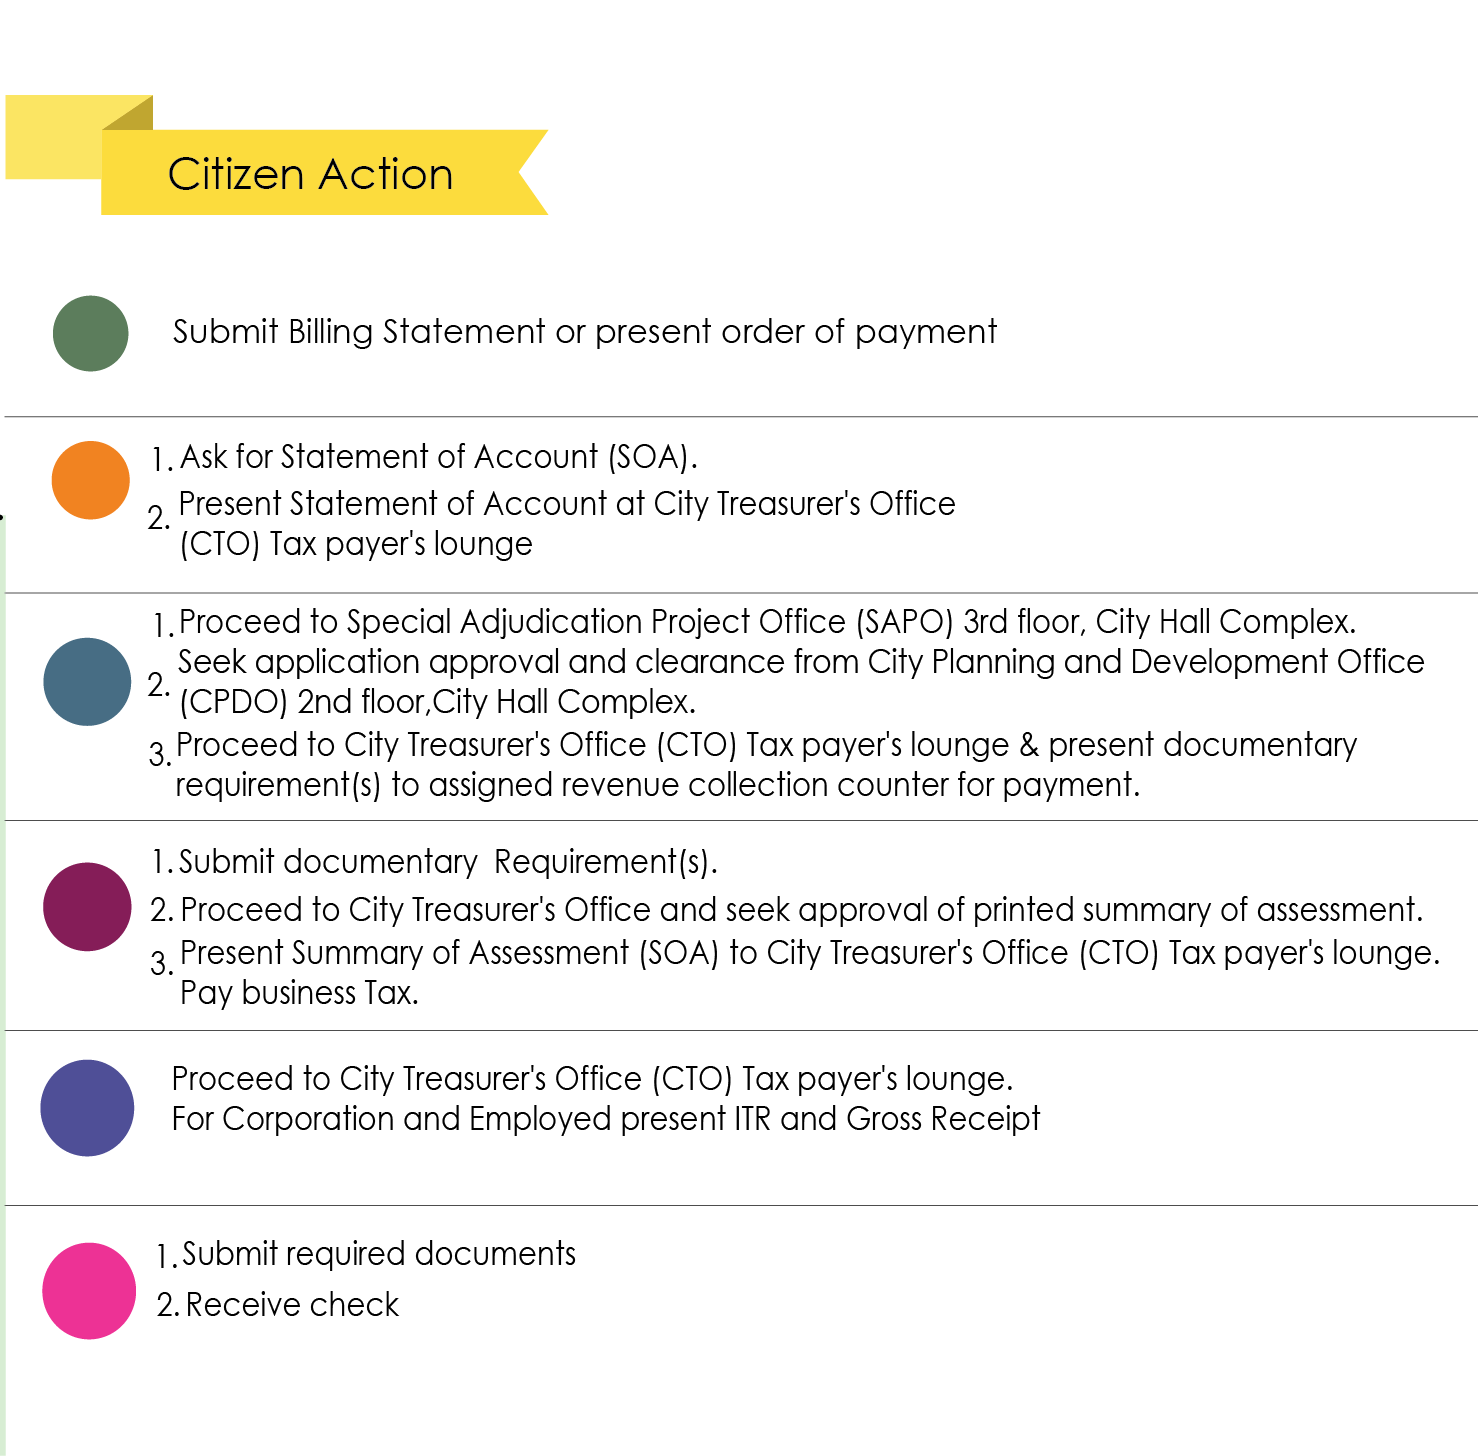 Citizen Action
Submit Billing Statement or present order of payment
1. Ask for Statement of Account (SOA).
2. Present Statement of Account at City Treasurer's Office
(CTO) Tax payer's lounge
1. Proceed to Special Adjudication Project Office (SAPO) 3rd floor, City Hall Complex.
2. Seek application approval and clearance from City Planning and Development Office
(CPDO) 2nd floor,City Hall Complex.
3. Proceed to City Treasurer's Office (CTO) Tax payer's lounge & present documentary
requirement(s) to assigned revenue collection counter for payment.
1. Submit documentary Requirement(s).
2. Proceed to City Treasurer's Office and seek approval of printed summary of assessment.
3. Present Summary of Assessment (SOA) to City Treasurer's Office (CTO) Tax payer's lounge.
Pay business Tax.
Proceed to City Treasurer's Office (CTO) Tax payer's lounge.
For Corporation and Employed present ITR and Gross Receipt
1. Submit required documents
2. Receive check